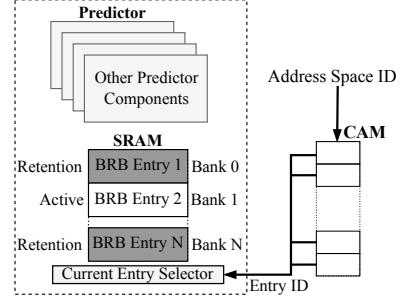 Predictor
Other Predictor
Components
Address Space ID
SRAM
CAM
Retention BRB Entry 1 Bank 0
Active BRB Entry 2 Bank 1
Retention BRB Entry N Bank N
Current Entry Selector
Entry ID